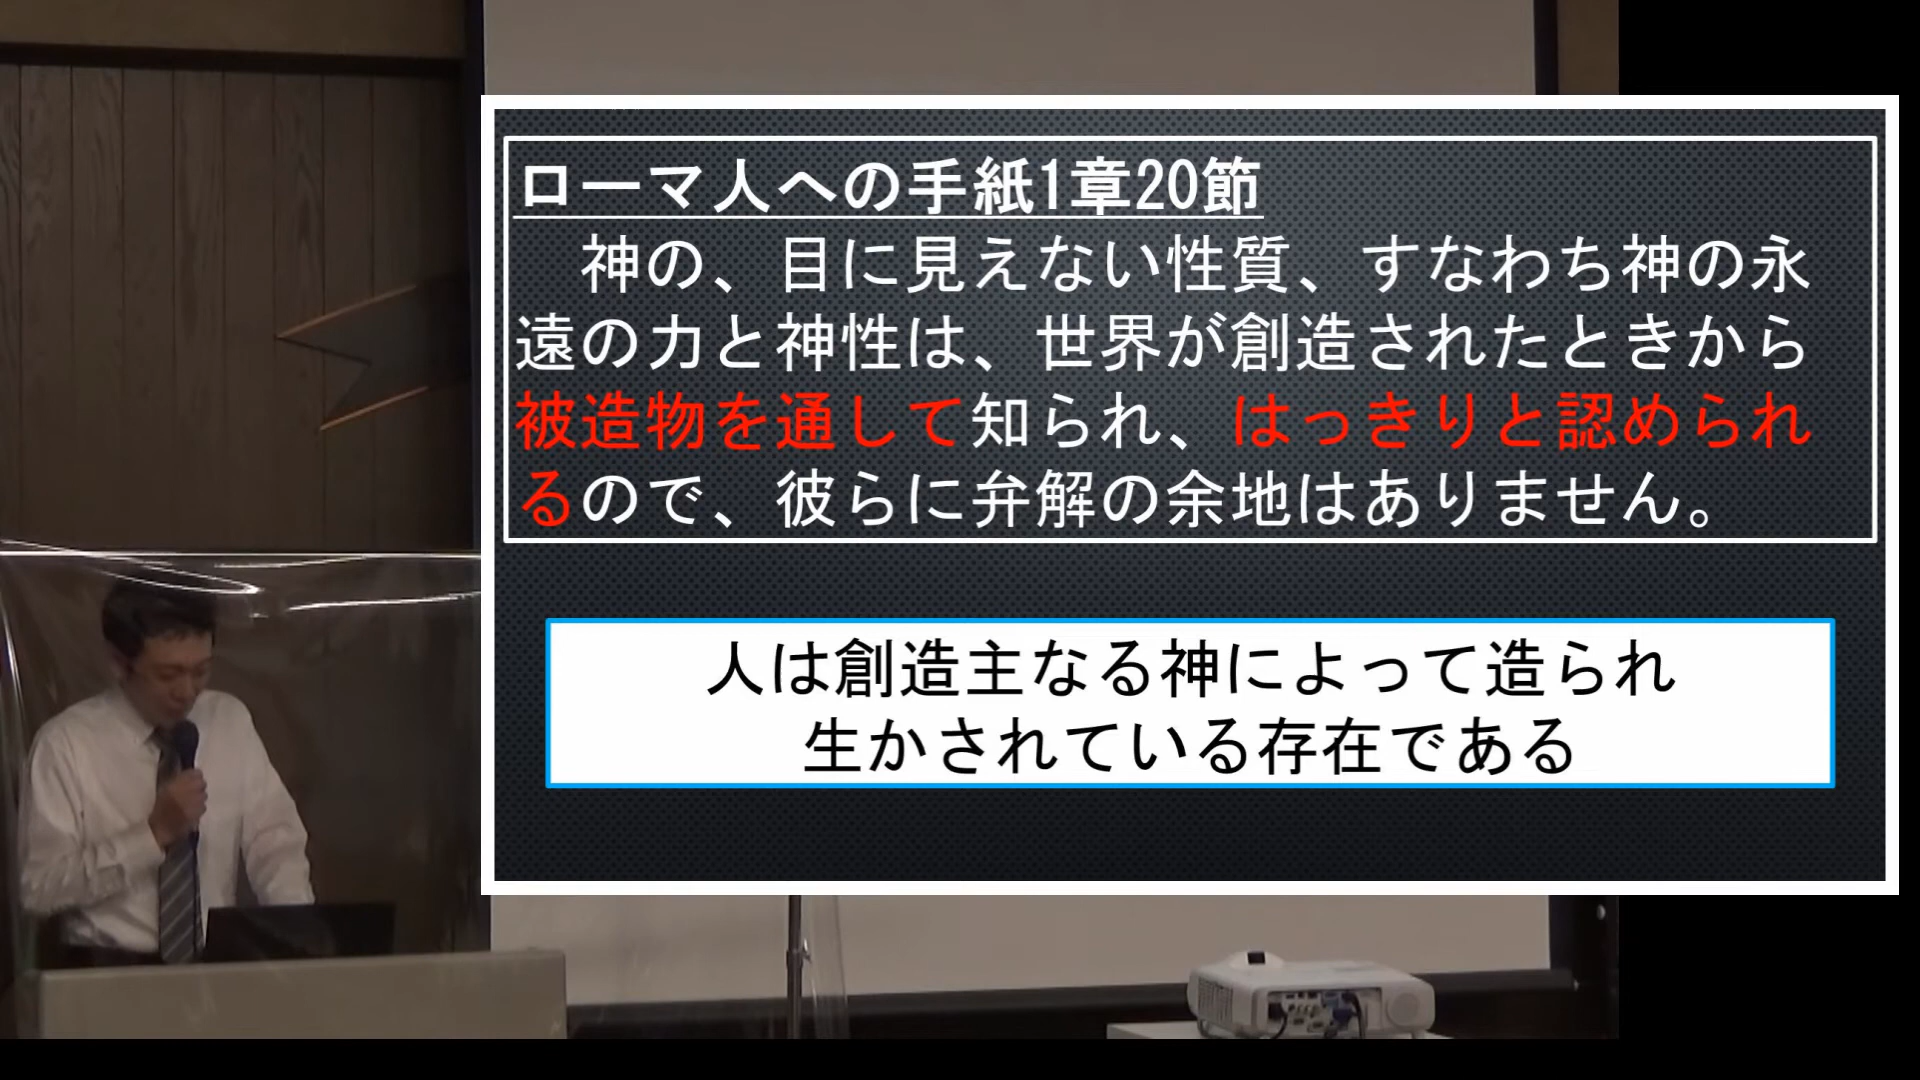 ローマ人への手紙1章20節
神の、目に見えない性質、すなわち神の永
遠の力と神性は、世界が創造されたときから
被造物を通して知られ、はっきりと認められ
るので、彼らに弁解の余地はありません。
人は創造主なる神によって造られ
生かされている存在である